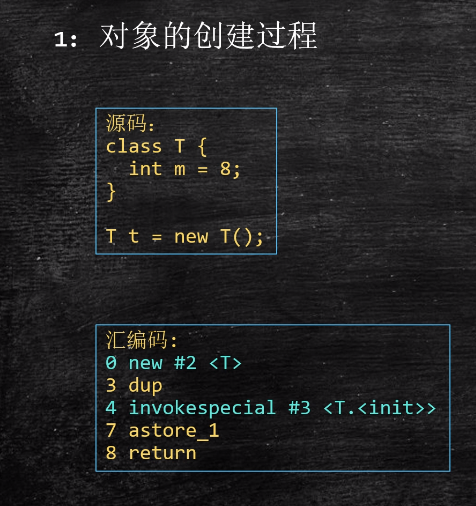 1: 对象的创建过程
源码:
class T {
  int m = 8;
}
T t = new T();
汇编码:
0 new #2 <T>
3 dup
4 invokespecial #3 <T.<init>>
7 astore_1
8 return